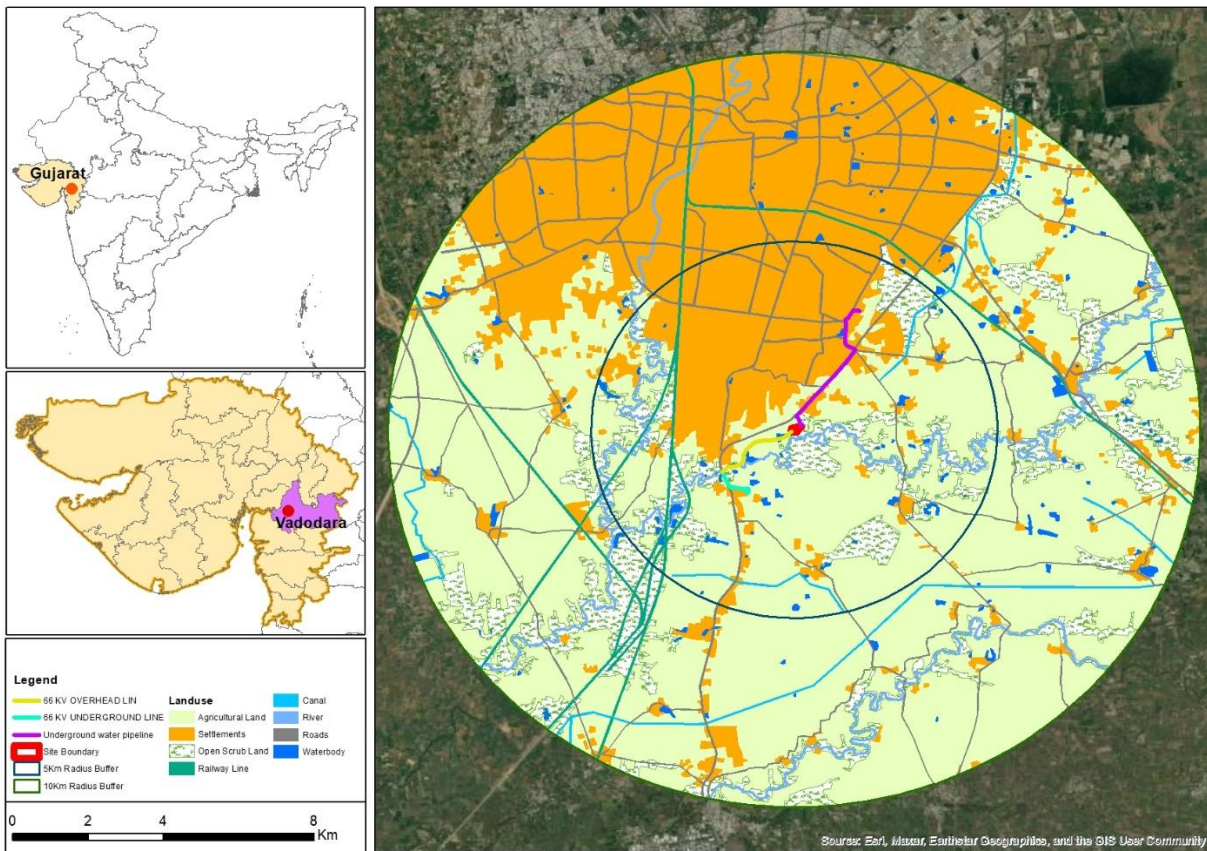 Gujarat
Vadodara
Legend
66 KV OVERHEAD LIN
66 KV UNDERGROUND LINE
Underground water pipeline
Site Boundary
5Km Radius Buffer
10Km Radius Buffer
Landuse
Agricultural Land
Settlements
Open Scrub Land
Railway Line
Canal
River
Roads
Waterbody
0 2 4 8
Km
Source: Esri, Maxar, Earthstar Geographics, and the GIS User Community